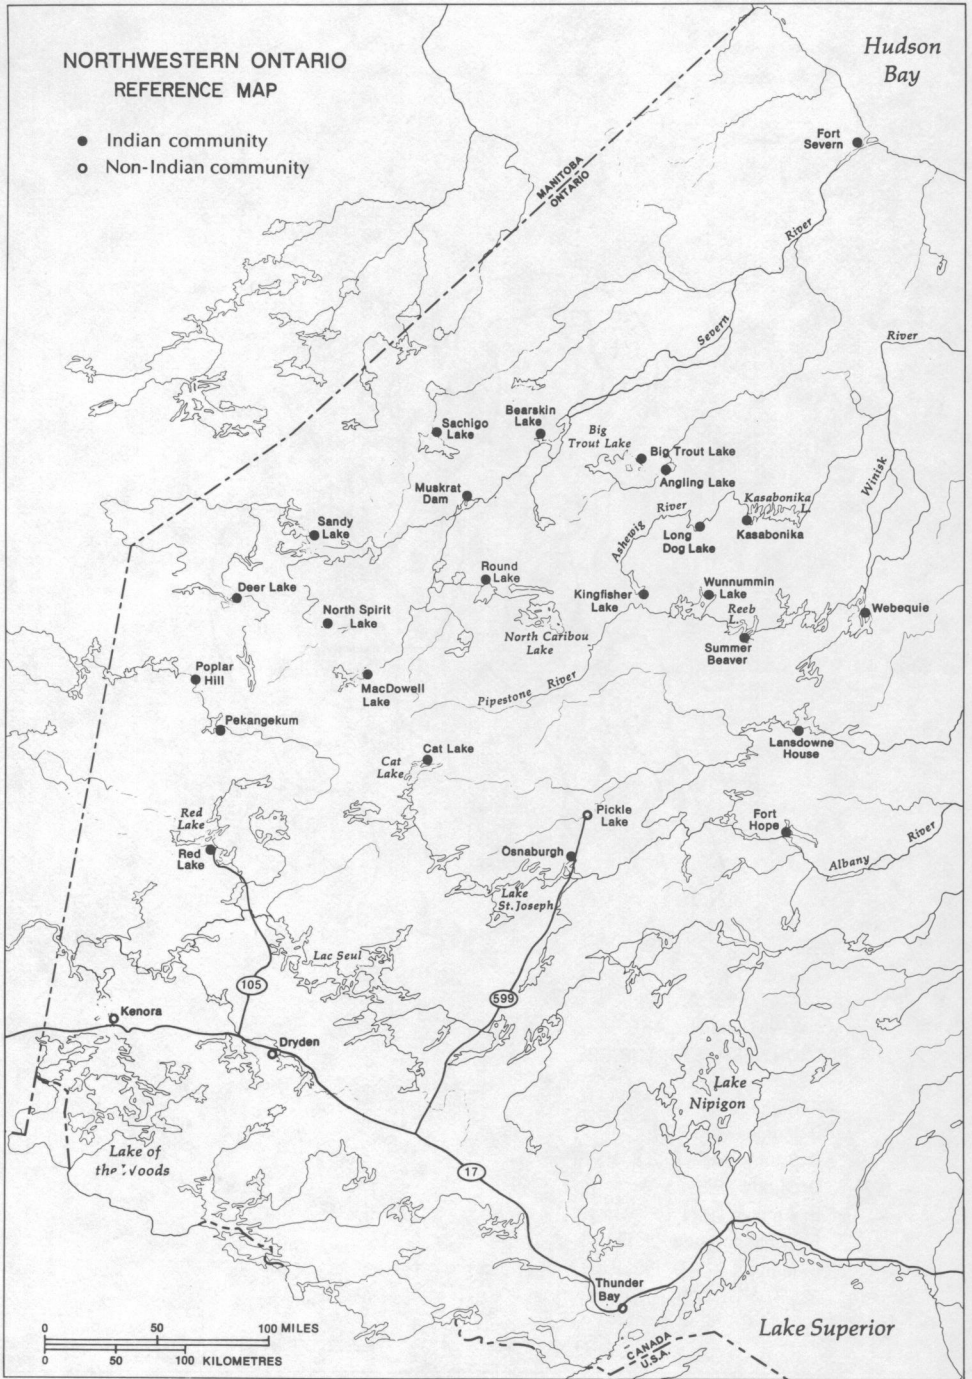 NORTHWESTERN ONTARIO
REFERENCE MAP
Indian community
Non-Indian community
Hudson
Bay
Fort
Severn
MANITOBA
ONTARIO
River
Severn
River
Sachigo
Lake
Bearskin
Lake
Big
Trout Lake
Big Trout Lake
Angling Lake
Winisk
Muskrat
Dam
River
Kasabonika
L.
Ashewig
Long
Dog Lake
Kasabonika
Sandy
Lake
Round
Lake
Deer Lake
Kingfisher
Lake
Wunnummin
Lake
Reeb
L.
Webequie
North Spirit
Lake
North Caribou
Lake
Summer
Beaver
Poplar
Hill
MacDowell
Lake
Pipestone River
Pekangekum
Lansdowne
House
Cat Lake
Cat
Lake
Red
Lake
Pickle
Lake
Fort
Hope
Red
Lake
Osnaburgh
Albany River
Lake
St. Joseph
Lac Seul
105
599
Kenora
Dryden
Lake
Nipigon
Lake of
the Woods
17
Thunder
Bay
Lake Superior
CANADA
U.S.A.
0 50 100 MILES
0 50 100 KILOMETRES